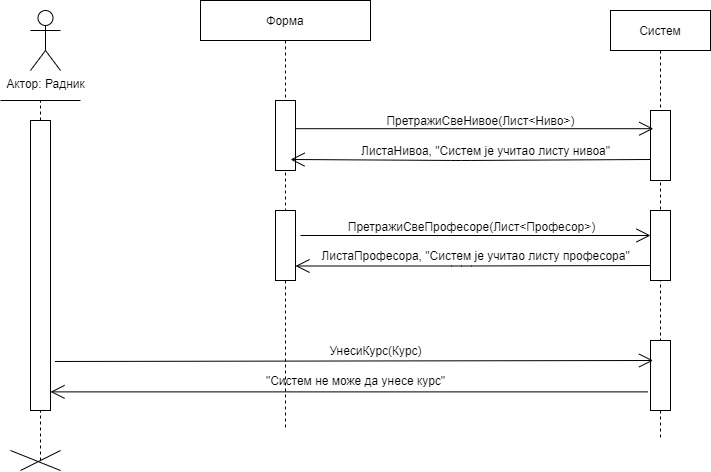 Форма
Систем
Актор: Радник
ПретражиСвеНивое(Лист<Ниво>)
ЛистаНивоа, "Систем је учитао листу нивоа"
ПретражиСвеПрофесоре(Лист<Професор>)
ЛистаПрофесора, "Систем је учитао листу професора"
УнесиКурс(Курс)
"Систем не може да унесе курс"